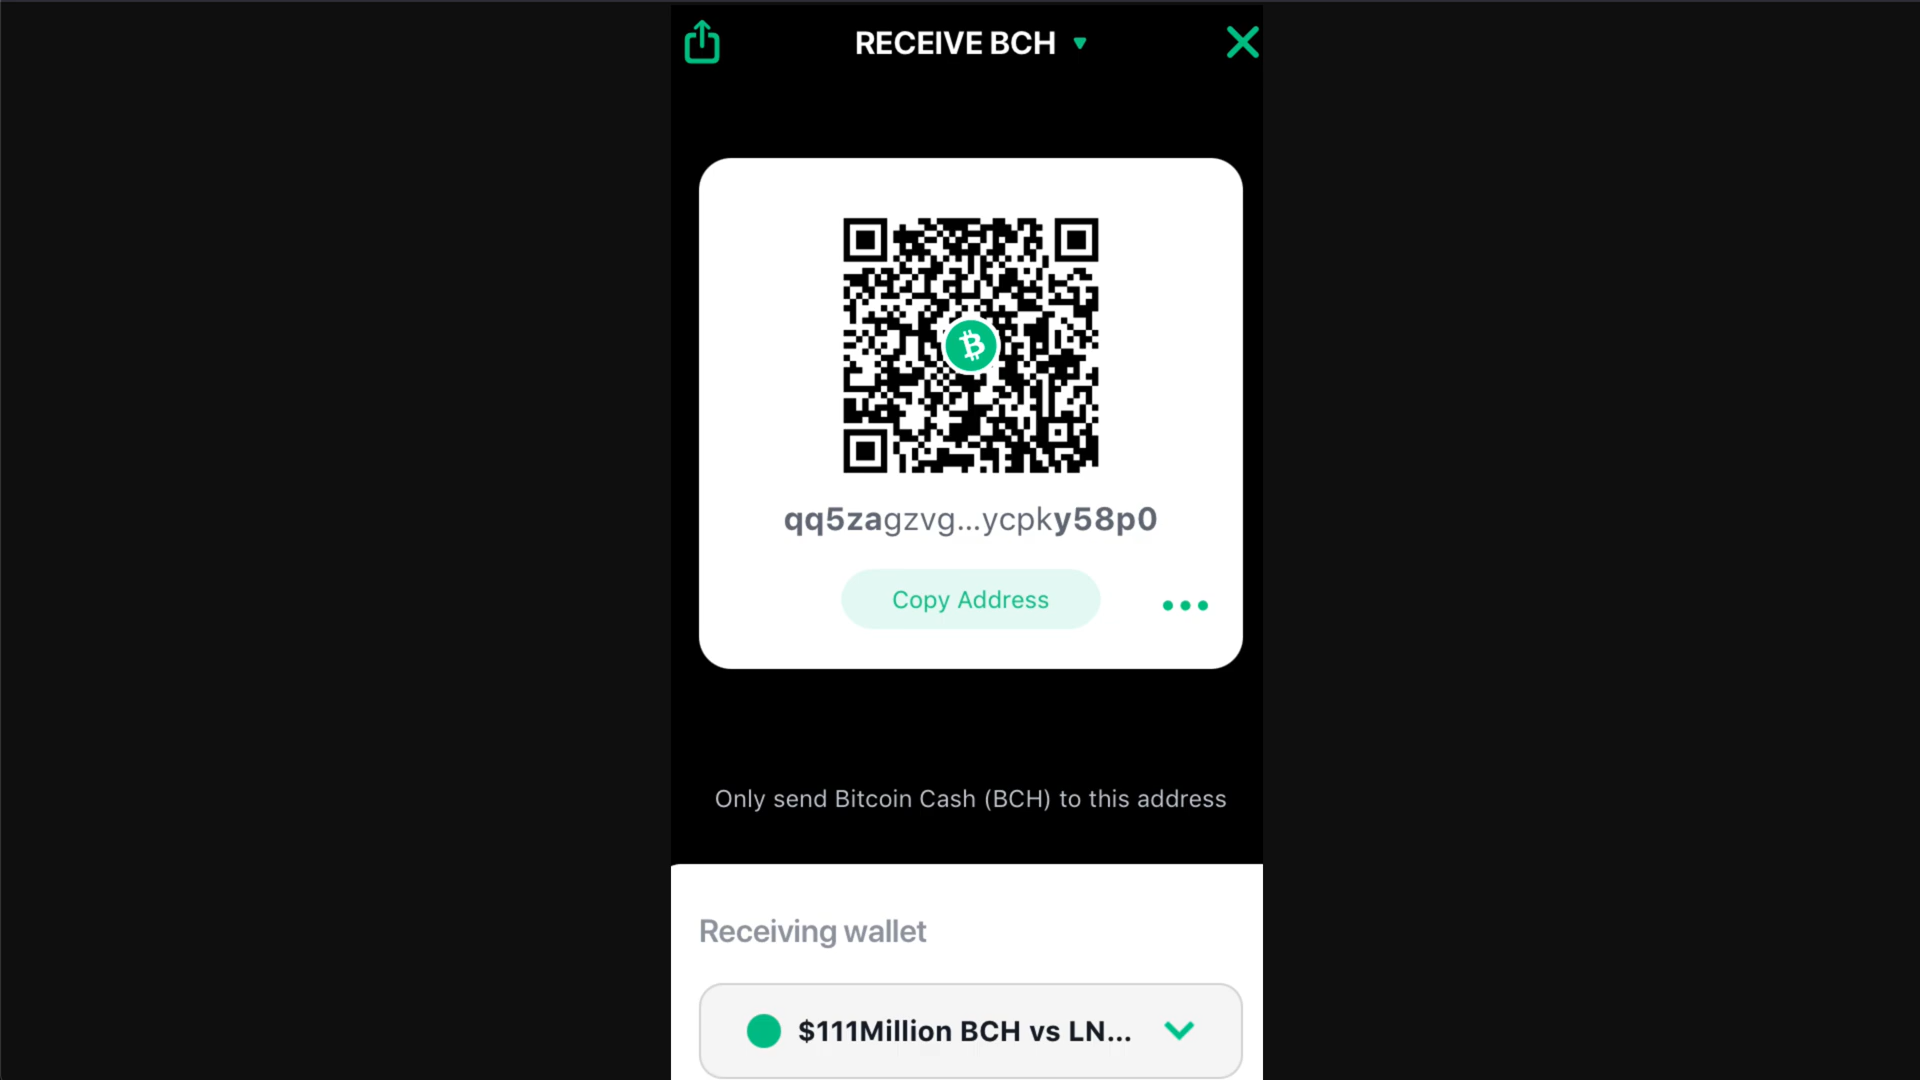 RECEIVE BCH
qq5zagzvg...ycpky58p0
Copy Address
Only send Bitcoin Cash (BCH) to this address
Receiving wallet
$111Million BCH vs LN...